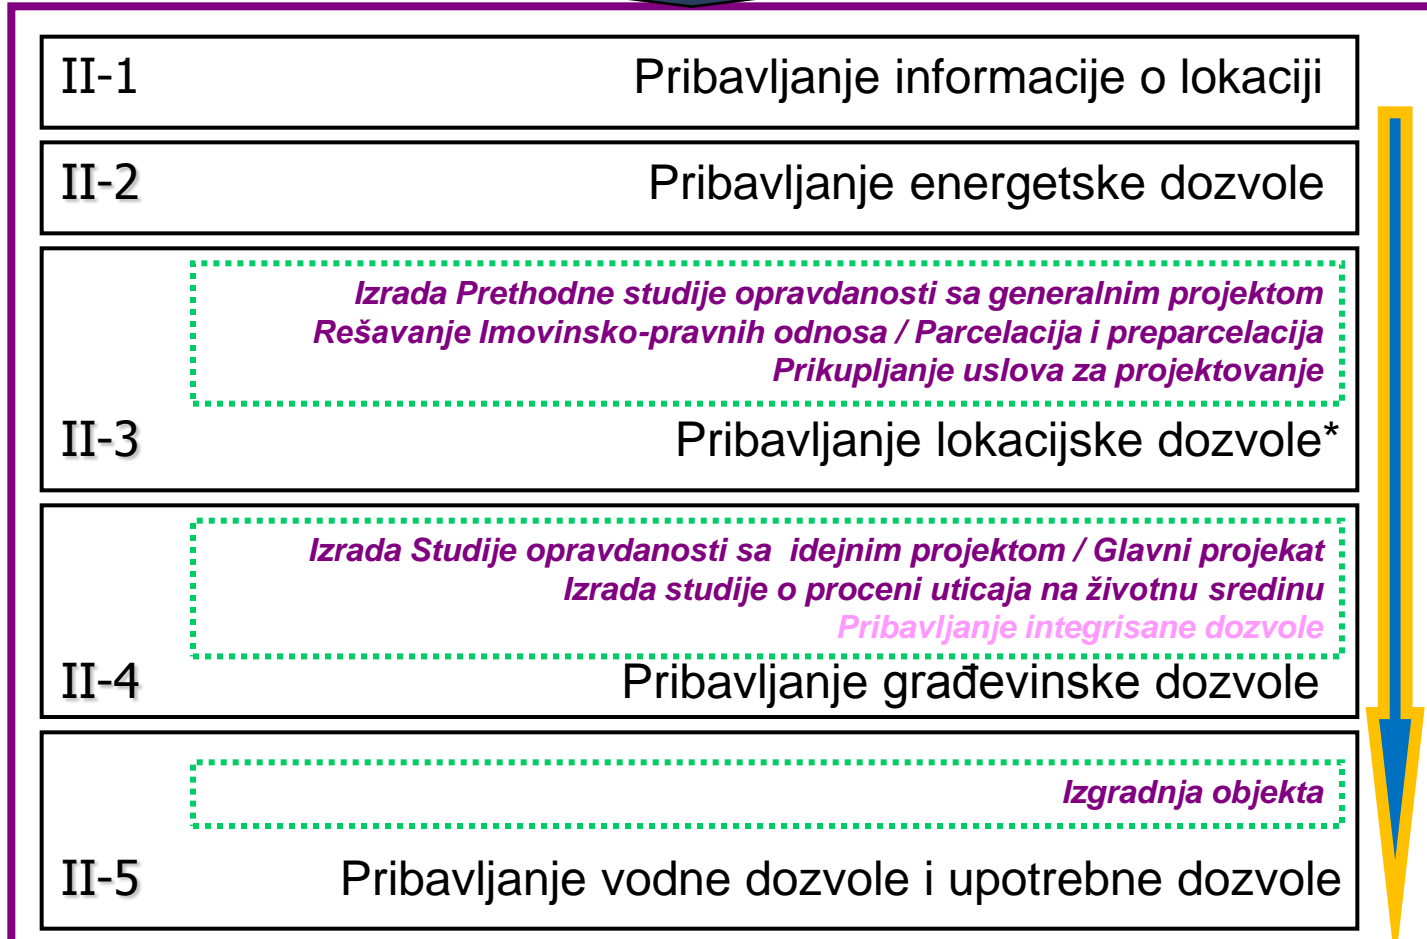 II-1 Pribavljanje informacije o lokaciji
II-2 Pribavljanje energetske dozvole
Izrada Prethodne studije opravdanosti sa generalnim projektom
Rešavanje Imovinsko-pravnih odnosa / Parcelacija i preparcelacija
Prikupljanje uslova za projektovanje
II-3 Pribavljanje lokacijske dozvole*
Izrada Studije opravdanosti sa idejnim projektom / Glavni projekat
Izrada studije o proceni uticaja na životnu sredinu
Pribavljanje integrisane dozvole
II-4 Pribavljanje građevinske dozvole
Izgradnja objekta
II-5 Pribavljanje vodne dozvole i upotrebne dozvole